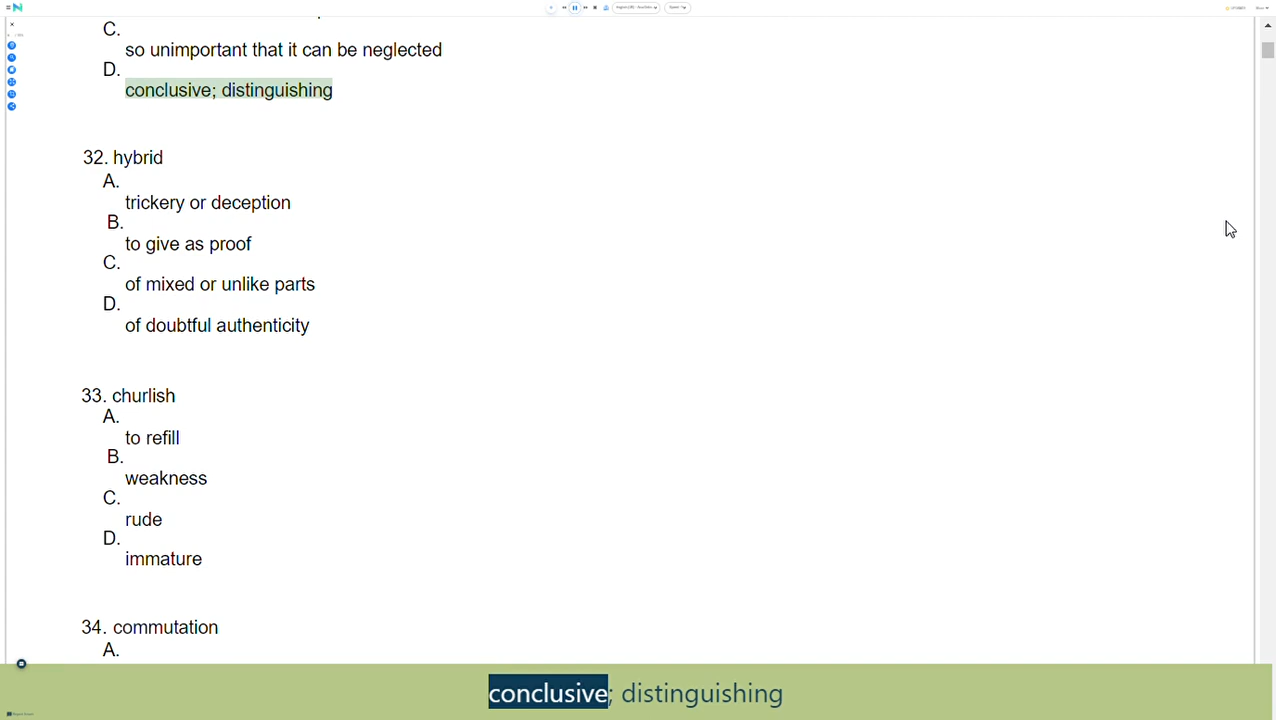 C.
so unimportant that it can be neglected
D.
conclusive; distinguishing
32. hybrid
A.
trickery or deception
B.
to give as proof
C.
of mixed or unlike parts
D.
of doubtful authenticity
33. churlish
A.
to refill
B.
weakness
C.
rude
D.
immature
34. commutation
A.
conclusive; distinguishing